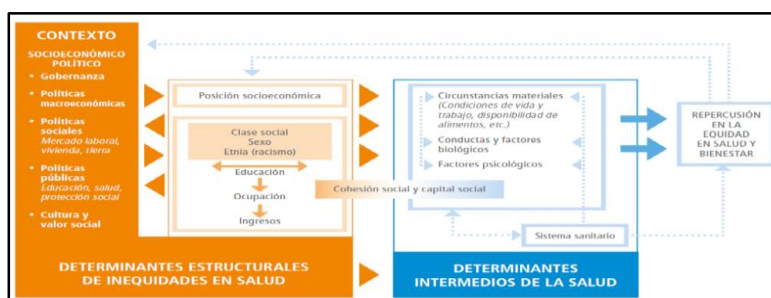 CONTEXTO
SOCIOECONÓMICO
POLÍTICO
• Gobernanza
• Políticas
macroeconómicas
• Políticas
sociales
Mercado laboral,
vivienda, tierra
• Políticas
públicas
Educación, salud,
protección social
• Cultura y
valor social
Posición socioeconómica
Clase social
Sexo
Etnia (racismo)
Educación
Ocupación
Ingresos
Cohesión social y capital social
Circunstancias materiales
(Condiciones de vida y
trabajo, disponibilidad de
alimentos, etc.)
Conductas y factores
biológicos
Factores psicológicos
Sistema sanitario
REPERCUSIÓN EN
LA EQUIDAD
EN SALUD Y
BIENESTAR
DETERMINANTES ESTRUCTURALES
DE INEQUIDADES EN SALUD
DETERMINANTES
INTERMEDIOS DE LA SALUD